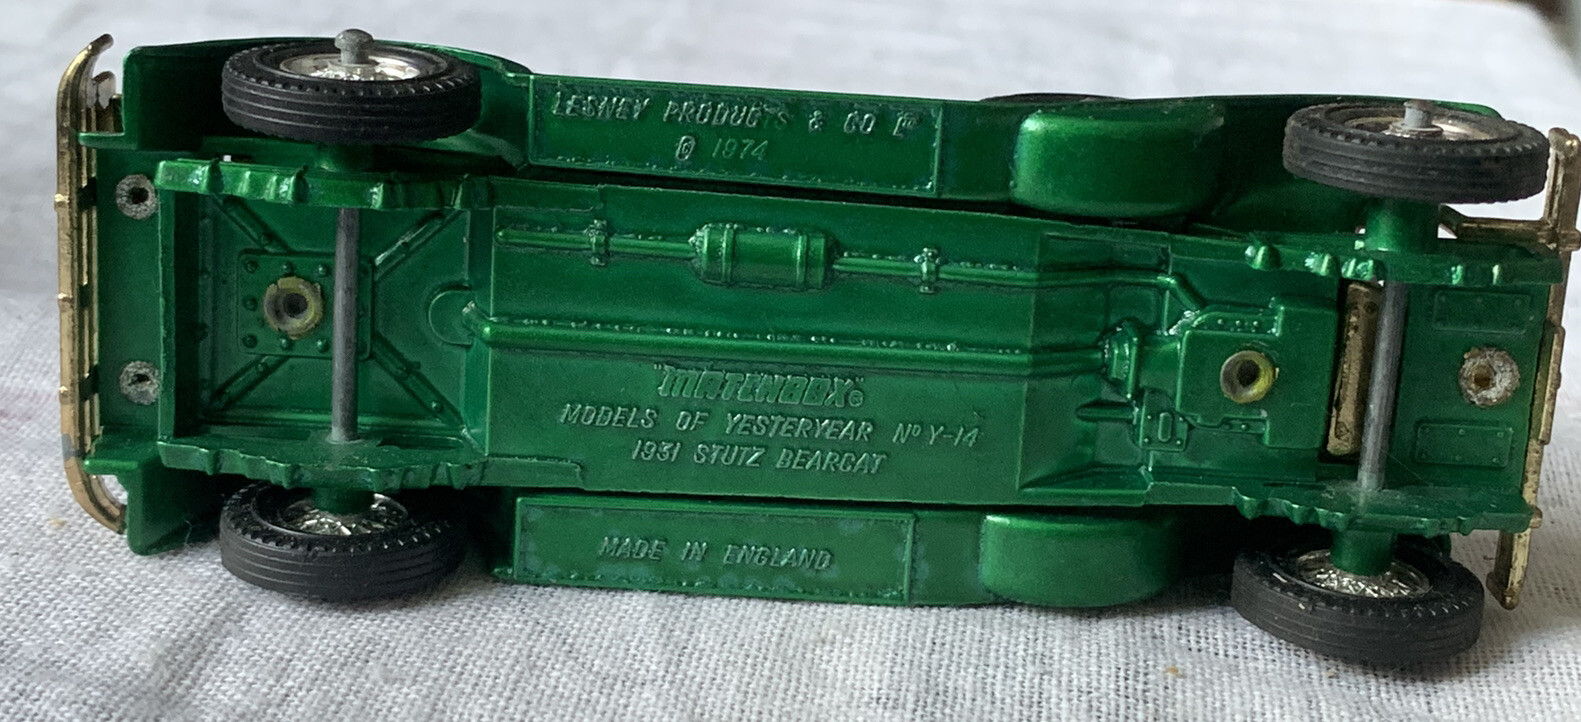 LESNEY PRODUCTS & CO LTD
© 1974
"MATCHBOX"®
MODELS OF YESTERYEAR Nº Y-14
1931 STUTZ BEARCAT
MADE IN ENGLAND